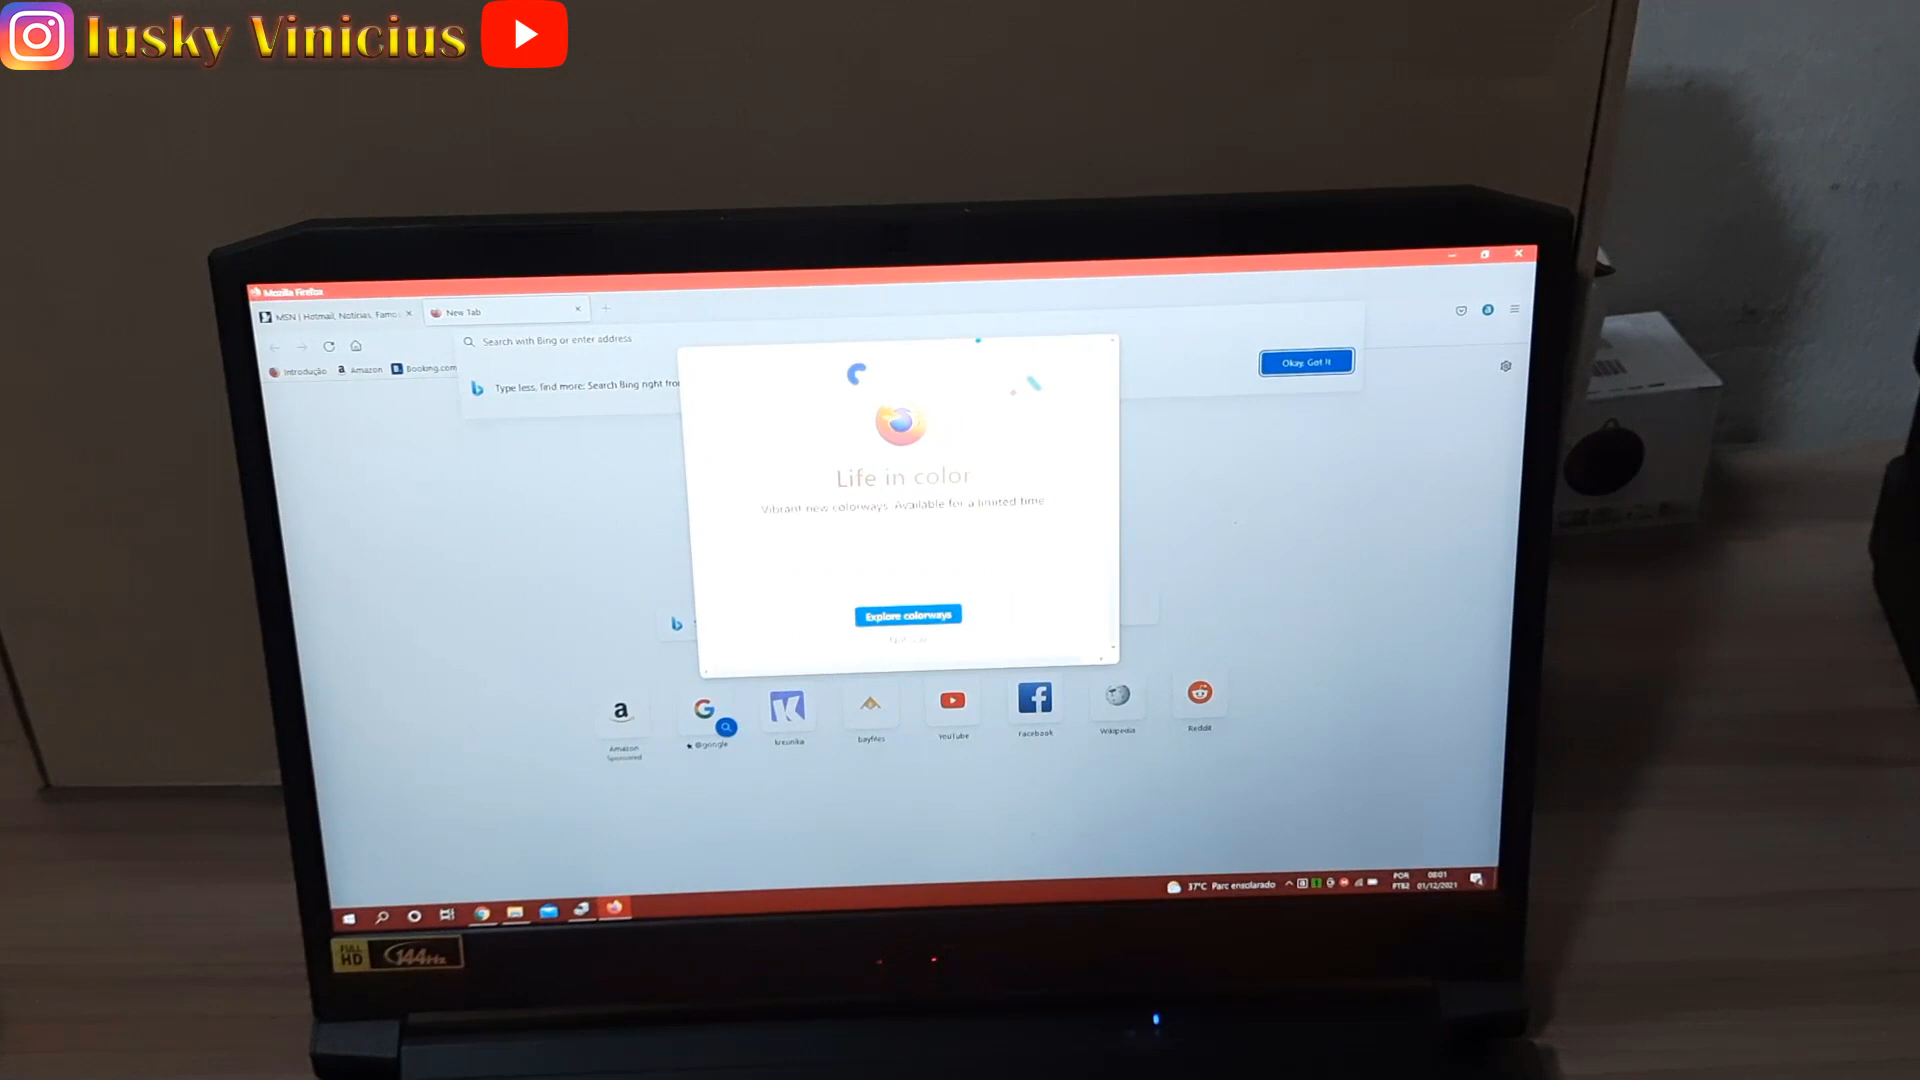 Iusky Vinicius
Mozilla Firefox
MSN | Hotmail, Notícias, Famo
New Tab
Search with Bing or enter address
Introdução
Amazon
Booking.com
Type less, find more: Search Bing right fro
Okay, Got It
Life in color
Vibrant new colorways. Available for a limited time
Explore colorways
Amazon
Sponsored
@google
kreunika
bayfiles
YouTube
Facebook
Wikipedia
Reddit
37°C Parc ensolarado
POR
PTB2
08:01
01/12/2021
FULL HD
144Hz